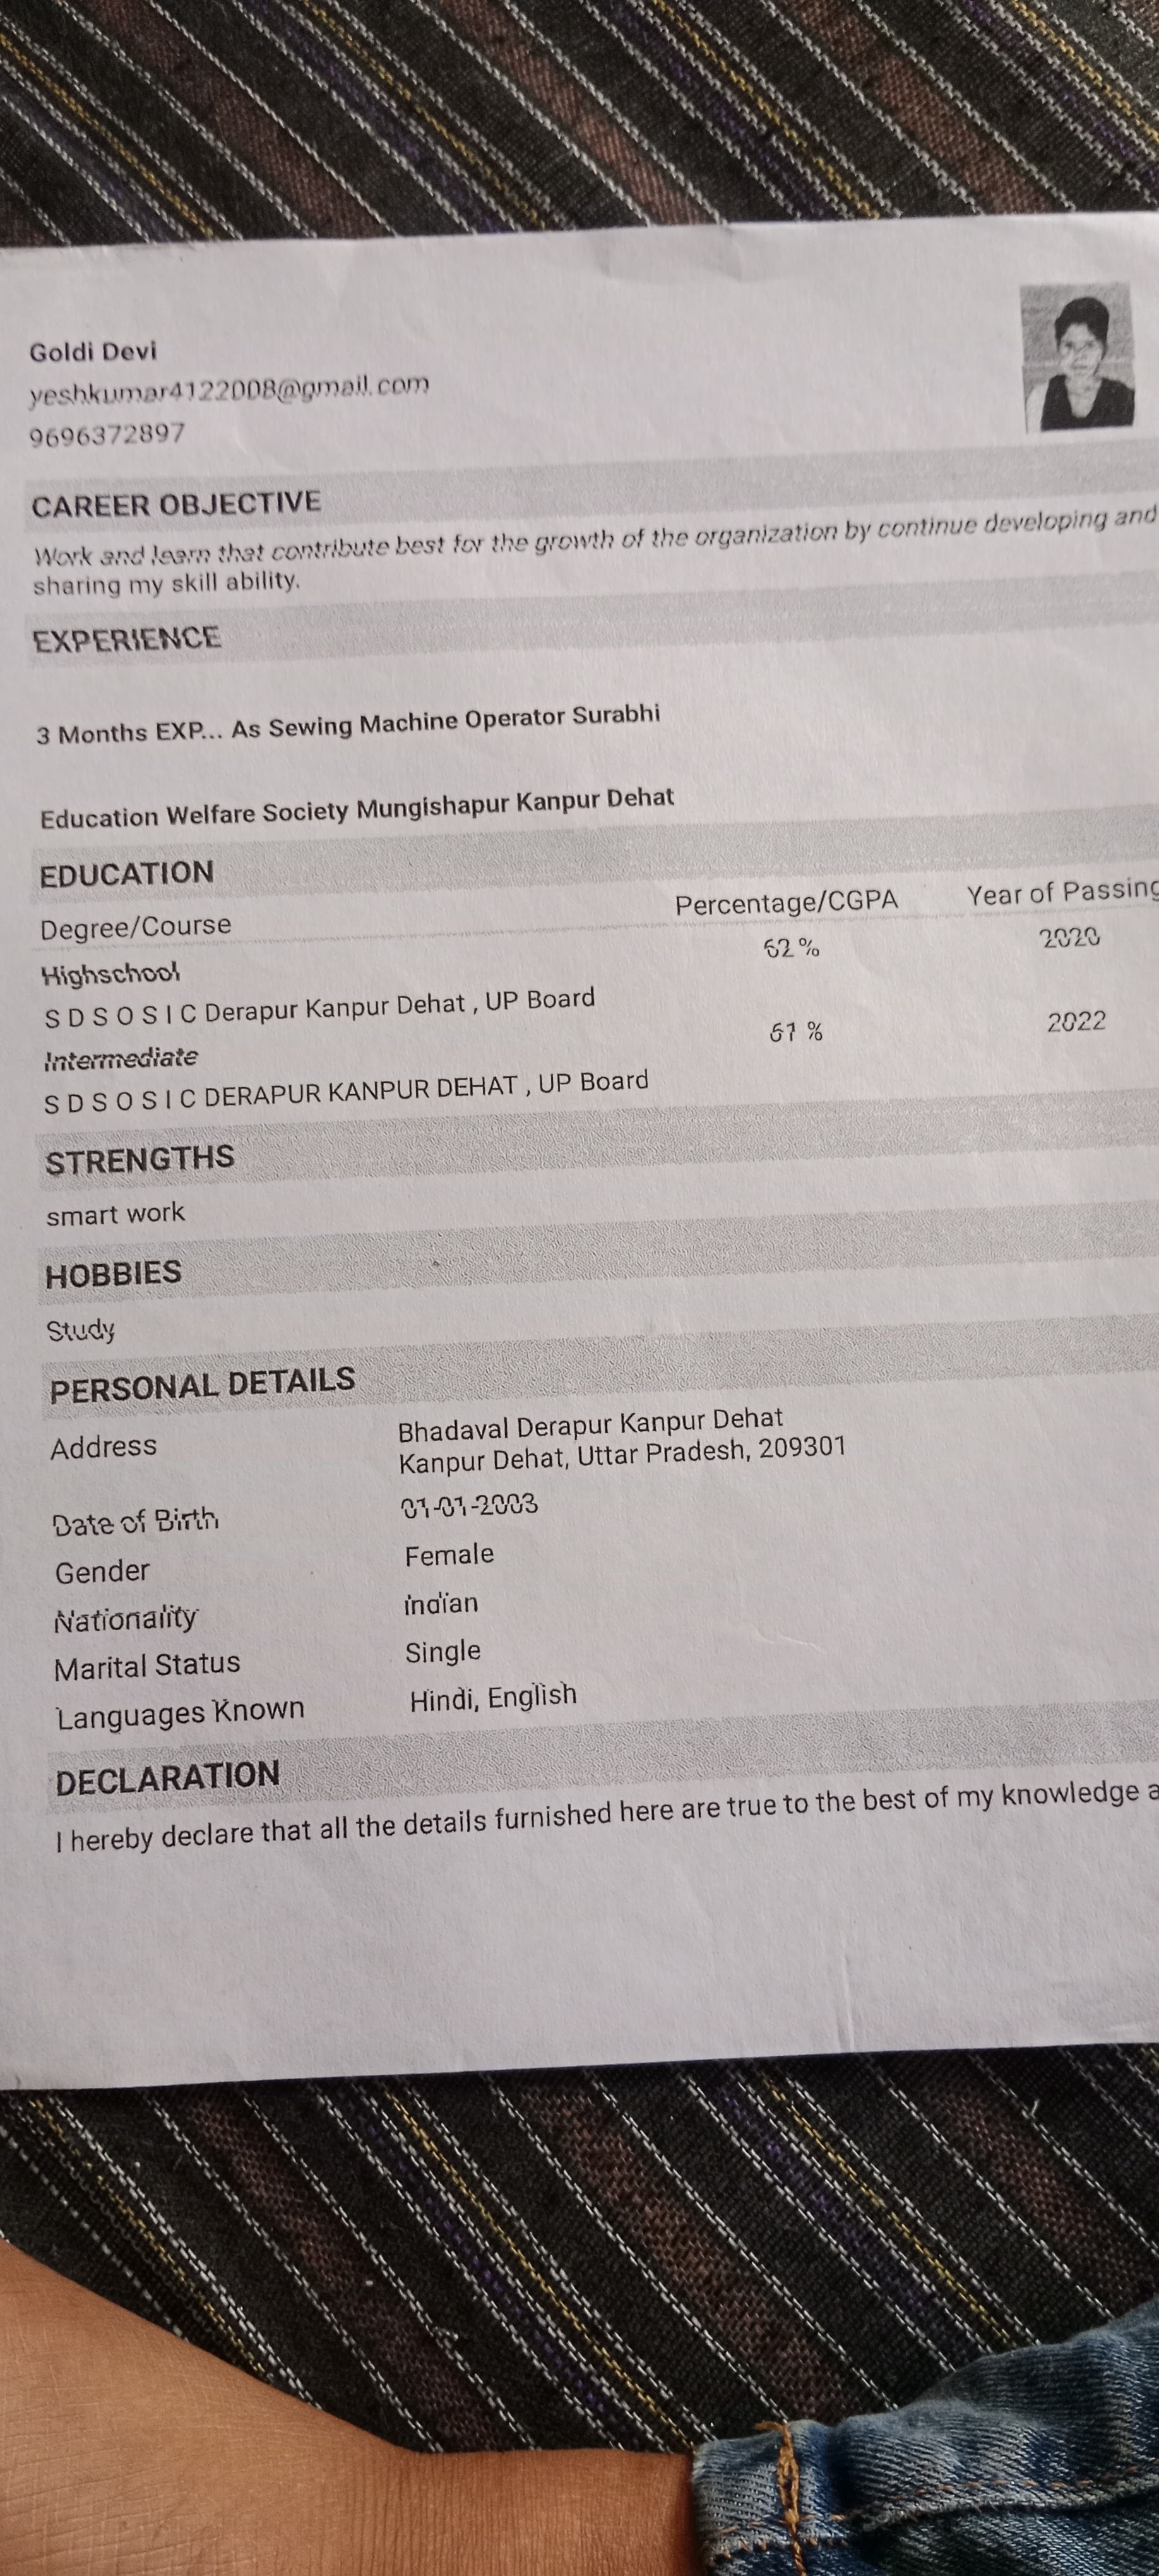 Goldi Devi
yeshkumar4122008@gmail.com
9696372897
CAREER OBJECTIVE
Work and learn that contribute best for the growth of the organization by continue developing and
sharing my skill ability.
EXPERIENCE
3 Months EXP... As Sewing Machine Operator Surabhi
Education Welfare Society Mungishapur Kanpur Dehat
EDUCATION
Degree/Course Percentage/CGPA Year of Passing
Highschool 62 % 2020
S D S O S I C Derapur Kanpur Dehat , UP Board
Intermediate 61 % 2022
S D S O S I C DERAPUR KANPUR DEHAT , UP Board
STRENGTHS
smart work
HOBBIES
Study
PERSONAL DETAILS
Address Bhadaval Derapur Kanpur Dehat
Kanpur Dehat, Uttar Pradesh, 209301
Date of Birth 01-01-2003
Gender Female
Nationality indian
Marital Status Single
Languages Known Hindi, English
DECLARATION
I hereby declare that all the details furnished here are true to the best of my knowledge a